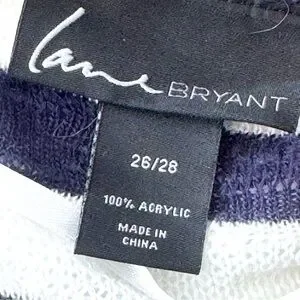 Lane BRYANT
26/28
100% ACRYLIC
MADE IN
CHINA